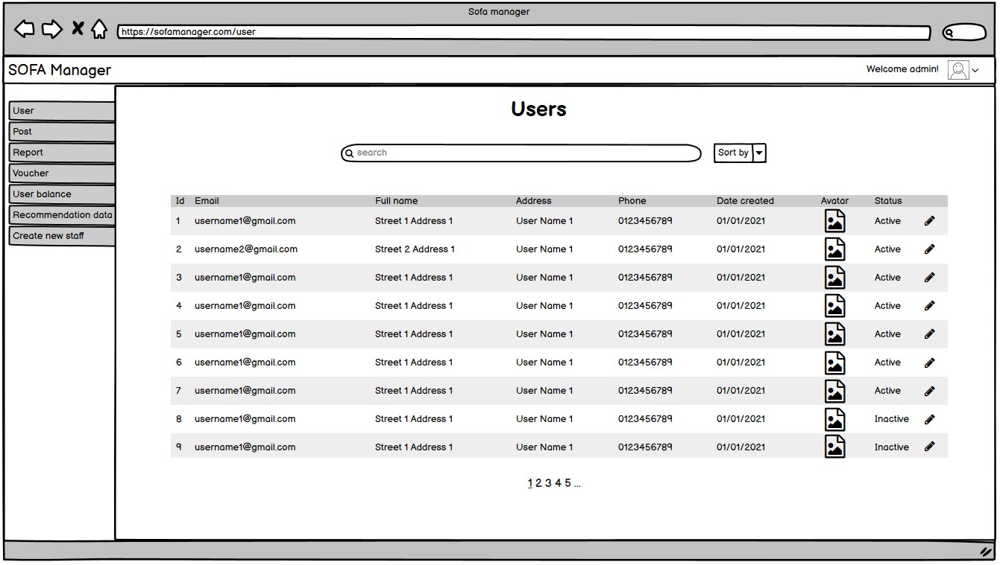 Sofa manager
https://sofamanager.com/user
SOFA Manager
Welcome admin!
User
Post
Report
Voucher
User balance
Recommendation data
Create new staff
Users
search
Sort by
Id Email Full name Address Phone Date created Avatar Status
1 username1@gmail.com Street 1 Address 1 User Name 1 0123456789 01/01/2021 Active
2 username2@gmail.com Street 2 Address 1 User Name 1 0123456789 01/01/2021 Active
3 username1@gmail.com Street 1 Address 1 User Name 1 0123456789 01/01/2021 Active
4 username1@gmail.com Street 1 Address 1 User Name 1 0123456789 01/01/2021 Active
5 username1@gmail.com Street 1 Address 1 User Name 1 0123456789 01/01/2021 Active
6 username1@gmail.com Street 1 Address 1 User Name 1 0123456789 01/01/2021 Active
7 username1@gmail.com Street 1 Address 1 User Name 1 0123456789 01/01/2021 Active
8 username1@gmail.com Street 1 Address 1 User Name 1 0123456789 01/01/2021 Inactive
9 username1@gmail.com Street 1 Address 1 User Name 1 0123456789 01/01/2021 Inactive
1 2 3 4 5 ...